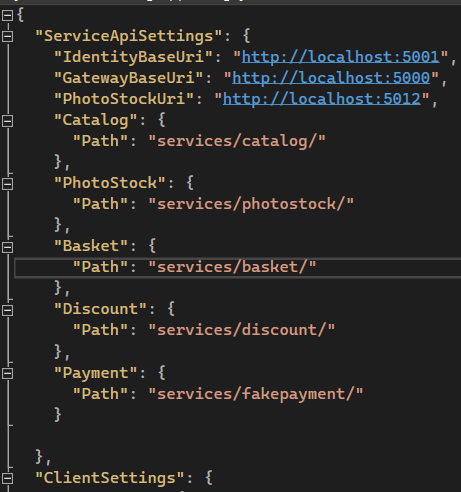 {
"ServiceApiSettings": {
"IdentityBaseUri": "http://localhost:5001",
"GatewayBaseUri": "http://localhost:5000",
"PhotoStockUri": "http://localhost:5012",
"Catalog": {
"Path": "services/catalog/"
},
"PhotoStock": {
"Path": "services/photostock/"
},
"Basket": {
"Path": "services/basket/"
},
"Discount": {
"Path": "services/discount/"
},
"Payment": {
"Path": "services/fakepayment/"
}
},
"ClientSettings": {